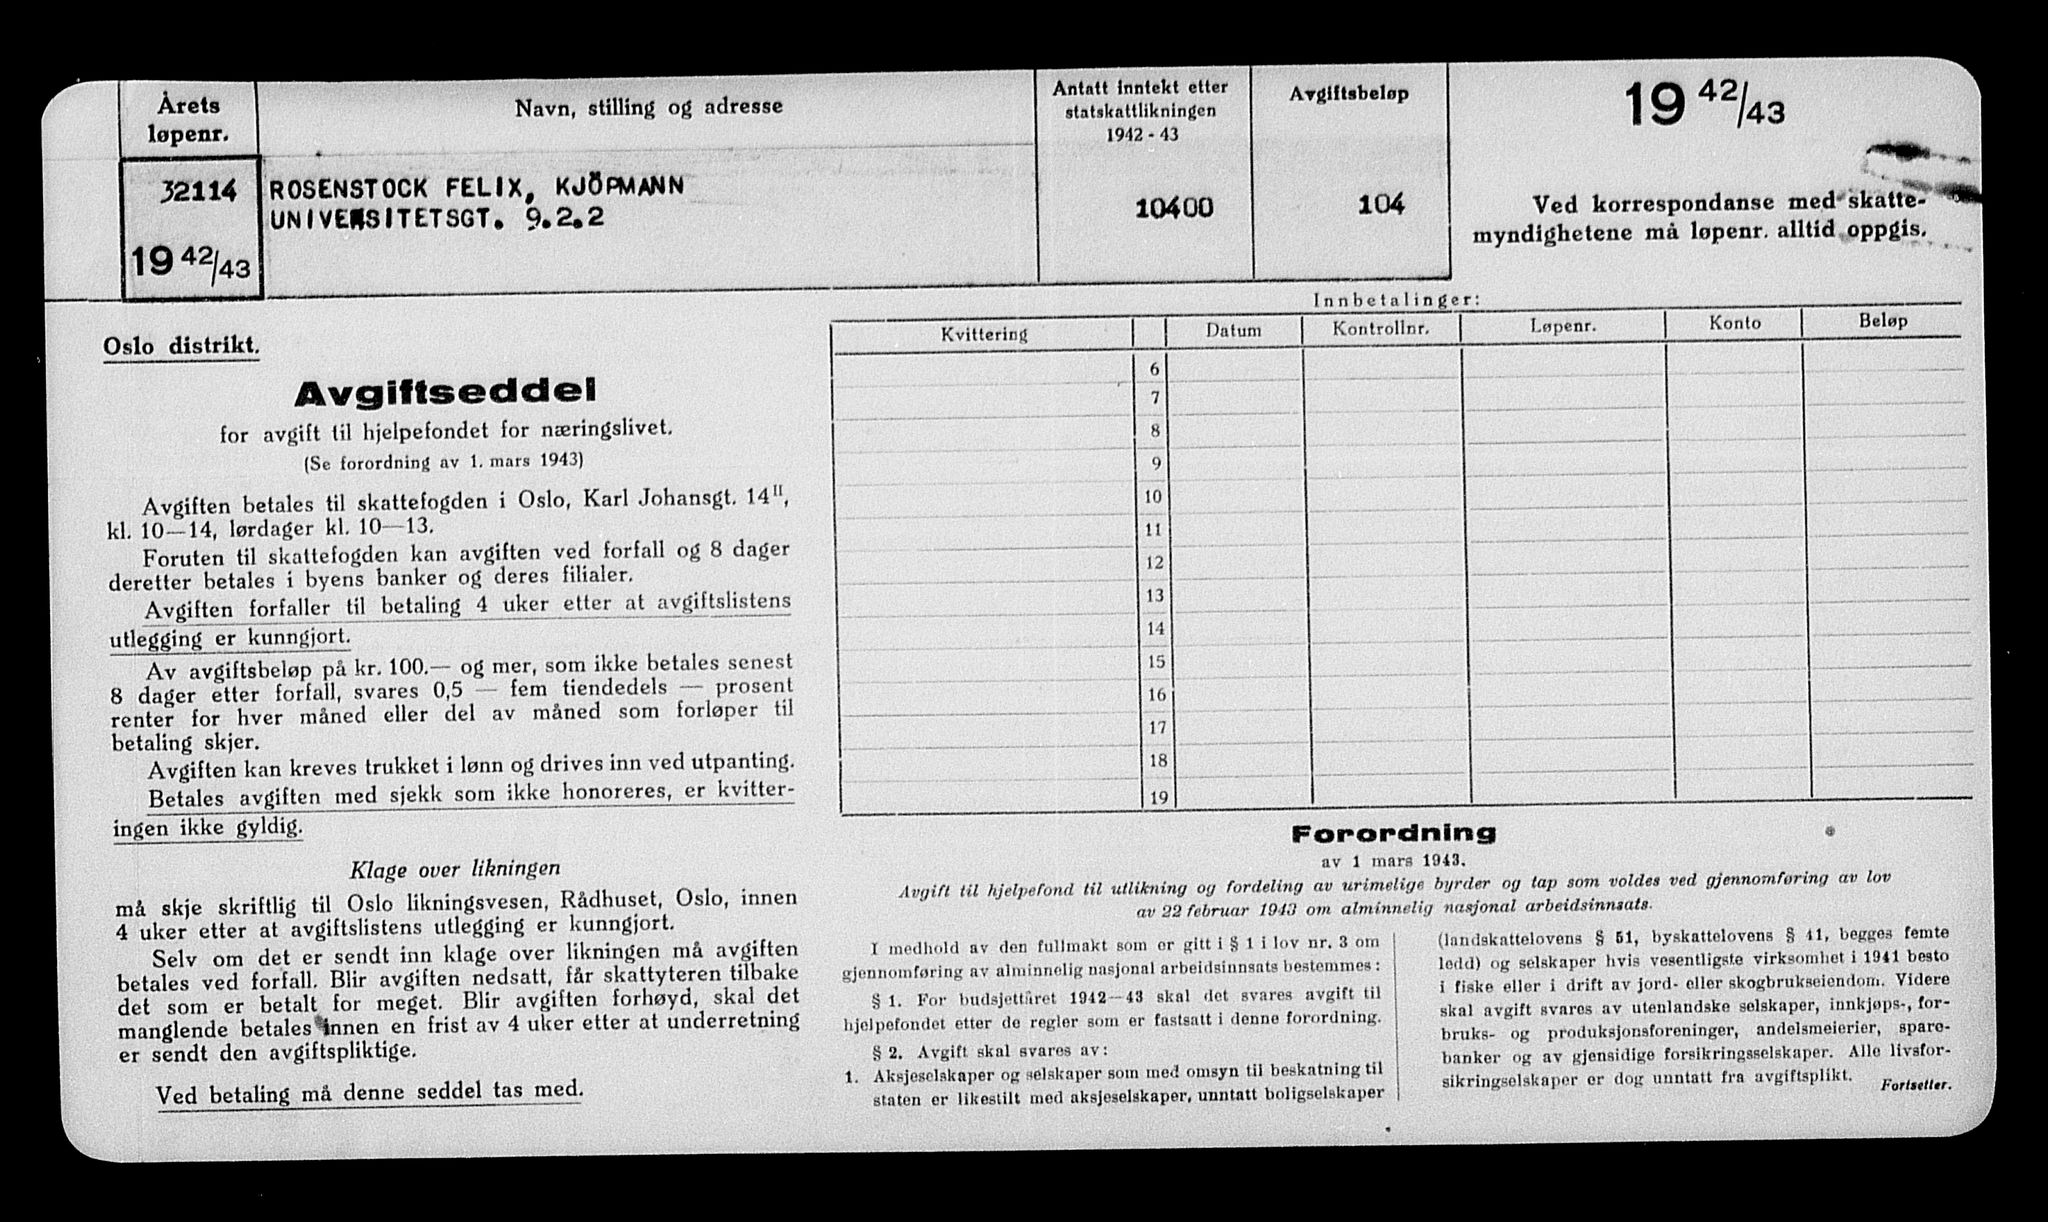 Årets
løpenr.
Navn, stilling og adresse
Antatt inntekt etter
statskattlikningen
1942 - 43
Avgiftsbeløp
19 42/43
32114
ROSENSTOCK FELIX, KJÖPMANN
UNIVERSITETSGT. 9.2.2
10400
104
19 42/43
Ved korrespondanse med skatte-
myndighetene må løpenr. alltid oppgis.
Oslo distrikt.
Avgiftseddel
for avgift til hjelpefondet for næringslivet.
(Se forordning av 1. mars 1943)
Avgiften betales til skattefogden i Oslo, Karl Johansgt. 14II,
kl. 10—14, lørdager kl. 10—13.
Foruten til skattefogden kan avgiften ved forfall og 8 dager
deretter betales i byens banker og deres filialer.
Avgiften forfaller til betaling 4 uker etter at avgiftslistens
utlegging er kunngjort.
Av avgiftsbeløp på kr. 100.— og mer, som ikke betales senest
8 dager etter forfall, svares 0,5 — fem tiendedels — prosent
renter for hver måned eller del av måned som forløper til
betaling skjer.
Avgiften kan kreves trukket i lønn og drives inn ved utpanting.
Betales avgiften med sjekk som ikke honoreres, er kvitter-
ingen ikke gyldig.
Klage over likningen
må skje skriftlig til Oslo likningsvesen, Rådhuset, Oslo, innen
4 uker etter at avgiftslistens utlegging er kunngjort.
Selv om det er sendt inn klage over likningen må avgiften
betales ved forfall. Blir avgiften nedsatt, får skattyteren tilbake
det som er betalt for meget. Blir avgiften forhøyd, skal det
manglende betales innen en frist av 4 uker etter at underretning
er sendt den avgiftspliktige.
Ved betaling må denne seddel tas med.
Innbetalinger:
Kvittering
Datum
Kontrollnr.
Løpenr.
Konto
Beløp
6
7
8
9
10
11
12
13
14
15
16
17
18
19
Forordning
av 1 mars 1943.
Avgift til hjelpefond til utlikning og fordeling av urimelige byrder og tap som voldes ved gjennomføring av lov
av 22 februar 1943 om alminnelig nasjonal arbeidsinnsats.
I medhold av den fullmakt som er gitt i § 1 i lov nr. 3 om
gjennomføring av alminnelig nasjonal arbeidsinnsats bestemmes:
§ 1. For budsjettåret 1942—43 skal det svares avgift til
hjelpefondet etter de regler som er fastsatt i denne forordning.
§ 2. Avgift skal svares av:
1. Aksjeselskaper og selskaper som med omsyn til beskatning til
staten er likestilt med aksjeselskaper, unntatt boligselskaper
(landskattelovens § 51, byskattelovens § 41, begges femte
ledd) og selskaper hvis vesentligste virksomhet i 1941 besto
i fiske eller i drift av jord- eller skogbrukseiendom. Videre
skal avgift svares av utenlandske selskaper, innkjøps-, for-
bruks- og produksjonsforeninger, andelsmeierier, spare-
banker og av gjensidige forsikringsselskaper. Alle livsfor-
sikringselskaper er dog unntatt fra avgiftsplikt.
Fortsetter.